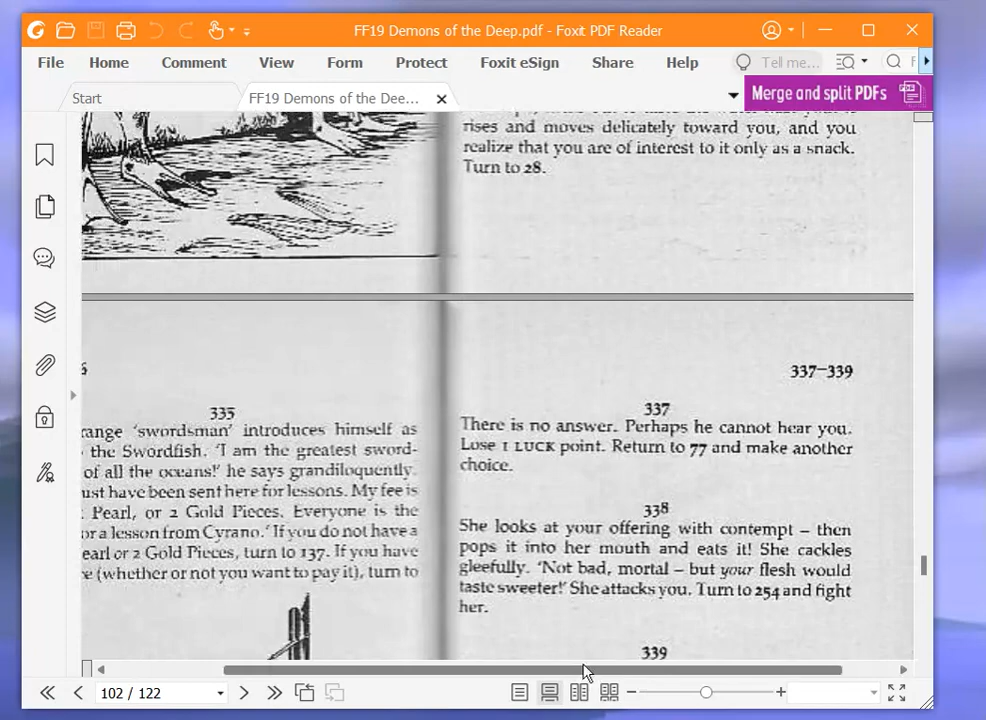 FF19 Demons of the Deep.pdf - Foxit PDF Reader
File Home Comment View Form Protect Foxit eSign Share Help Tell me... F
Start FF19 Demons of the Dee... Merge and split PDFs
rises and moves delicately toward you, and you
realize that you are of interest to it only as a snack.
Turn to 28.
6
335
range 'swordsman' introduces himself as
the Swordfish. 'I am the greatest sword-
of all the oceans!' he says grandiloquently.
ust have been sent here for lessons. My fee is
Pearl, or 2 Gold Pieces. Everyone is the
or a lesson from Cyrano.' If you do not have a
earl or 2 Gold Pieces, turn to 137. If you have
e (whether or not you want to pay it), turn to
337–339
337
There is no answer. Perhaps he cannot hear you.
Lose 1 LUCK point. Return to 77 and make another
choice.
338
She looks at your offering with contempt – then
pops it into her mouth and eats it! She cackles
gleefully. 'Not bad, mortal – but your flesh would
taste sweeter!' She attacks you. Turn to 254 and fight
her.
339
102 / 122